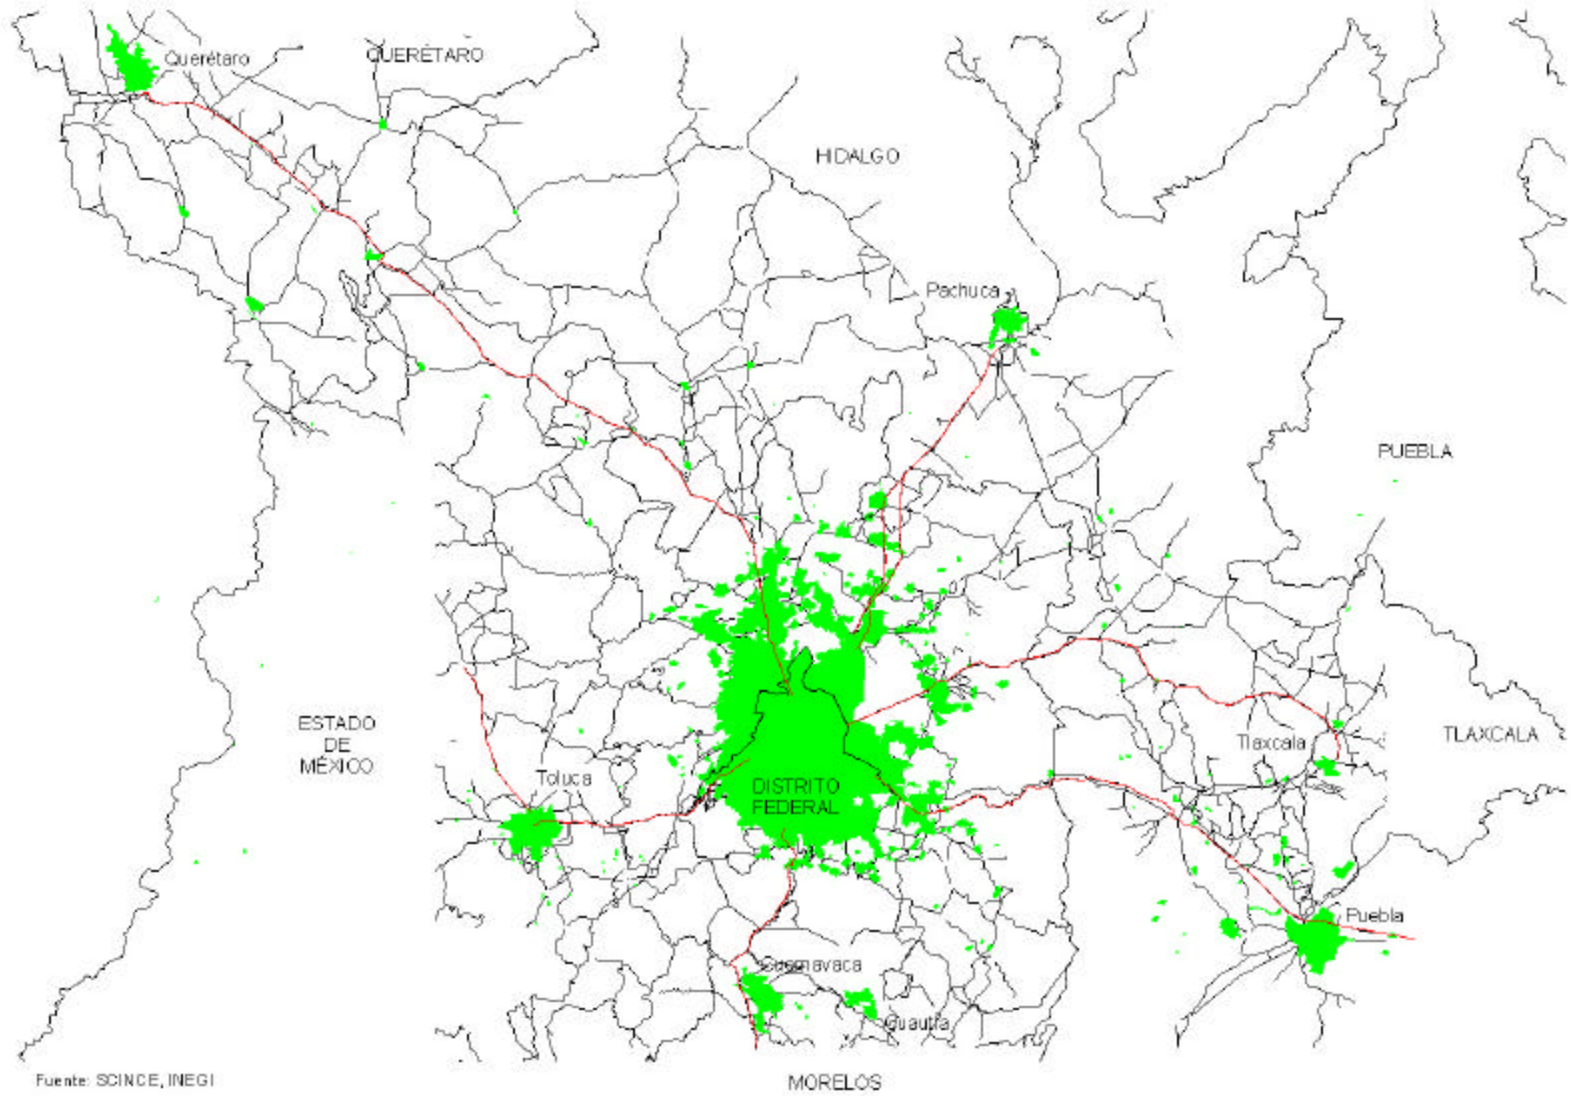 Querétaro
QUERÉTARO
HIDALGO
Pachuca
PUEBLA
ESTADO
DE
MÉXICO
Toluca
DISTRITO
FEDERAL
Tlaxcala
TLAXCALA
Puebla
Cuernavaca
Cuautla
Fuente: SCINCE, INEGI
MORELOS